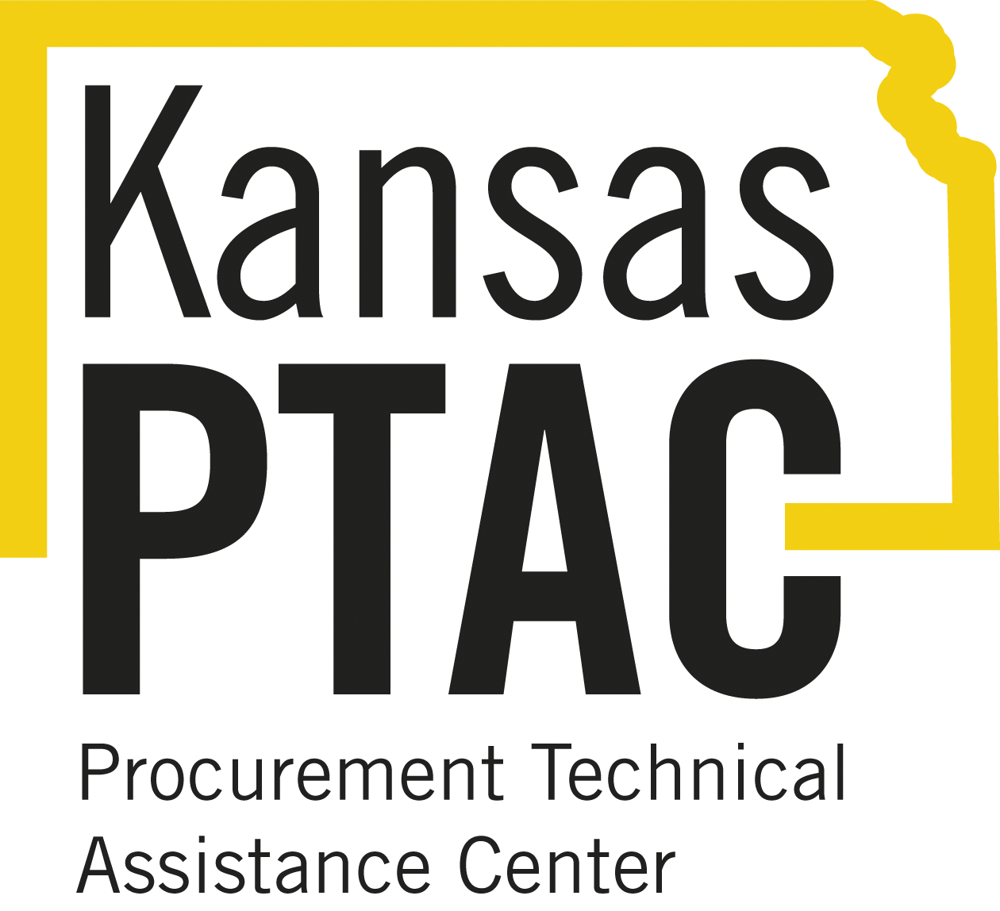 Kansas
PTAC
Procurement Technical
Assistance Center